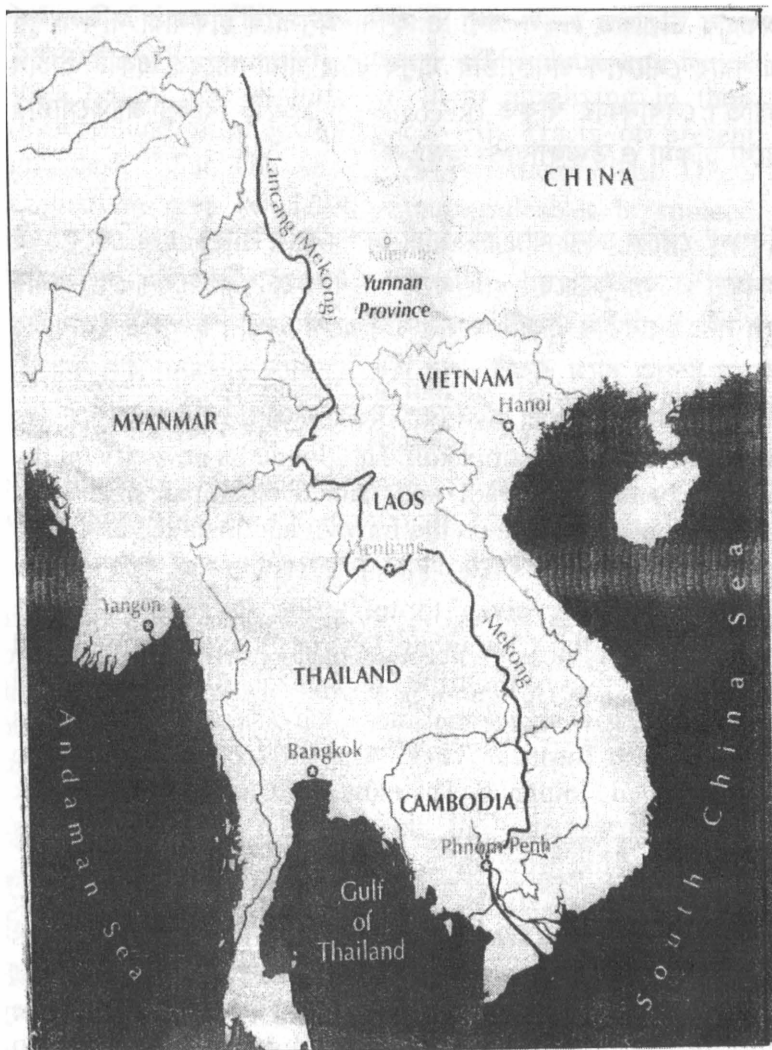 CHINA
Lancang (Mekong)
Yunnan
Province
VIETNAM
Hanoi
MYANMAR
LAOS
Yangon
Mekong
THAILAND
Bangkok
CAMBODIA
Phnom Penh
Gulf
of
Thailand
Andaman Sea
South China Sea